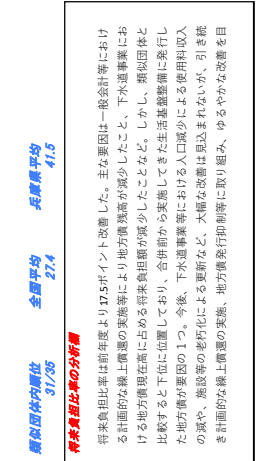 類似団体内順位 全国平均 兵庫県平均
31/35 27.4 41.5
将来負担比率の分析欄
将来負担比率は前年度より17.5ポイント改善した。主な要因は一般会計等におけ
る計画的な繰上償還の実施等により地方債残高が減少したこと、下水道事業にお
ける地方債現在高に占める将来負担額が減少したことなど。しかし、類似団体と
比較すると下位に位置しており、合併前から実施してきた生活基盤整備に発行し
た地方債が要因の1つ。今後、下水道事業等における人口減少による使用料収入
の減や、施設等の老朽化による更新など、大幅な改善は見込まれないが、引き続
き計画的な繰上償還の実施、地方債発行抑制等に取り組み、ゆるやかな改善を目